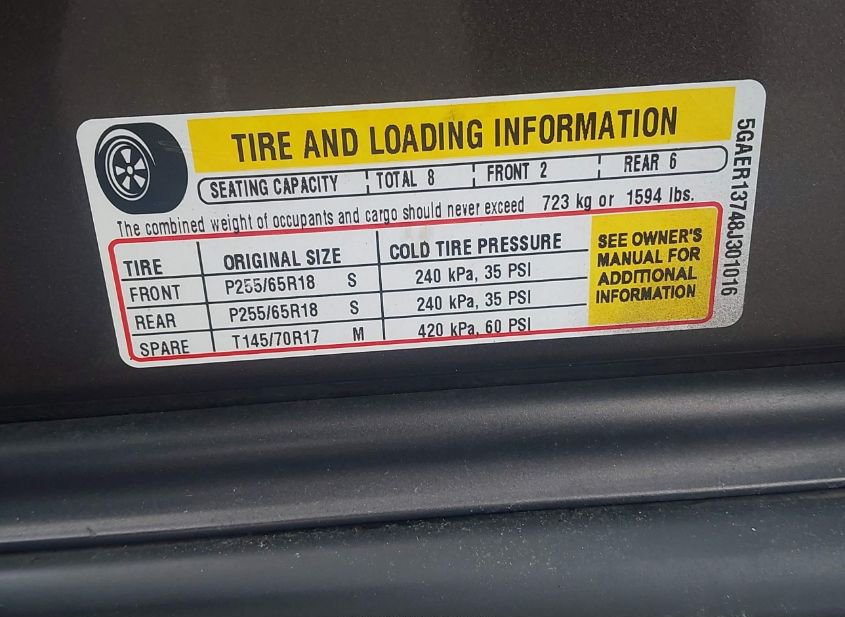 TIRE AND LOADING INFORMATION
SEATING CAPACITY TOTAL 8 FRONT 2 REAR 6
The combined weight of occupants and cargo should never exceed 723 kg or 1594 lbs.
TIRE ORIGINAL SIZE COLD TIRE PRESSURE
FRONT P255/65R18 S 240 kPa, 35 PSI
REAR P255/65R18 S 240 kPa, 35 PSI
SPARE T145/70R17 M 420 kPa, 60 PSI
SEE OWNER'S
MANUAL FOR
ADDITIONAL
INFORMATION
5GAER13748J301016